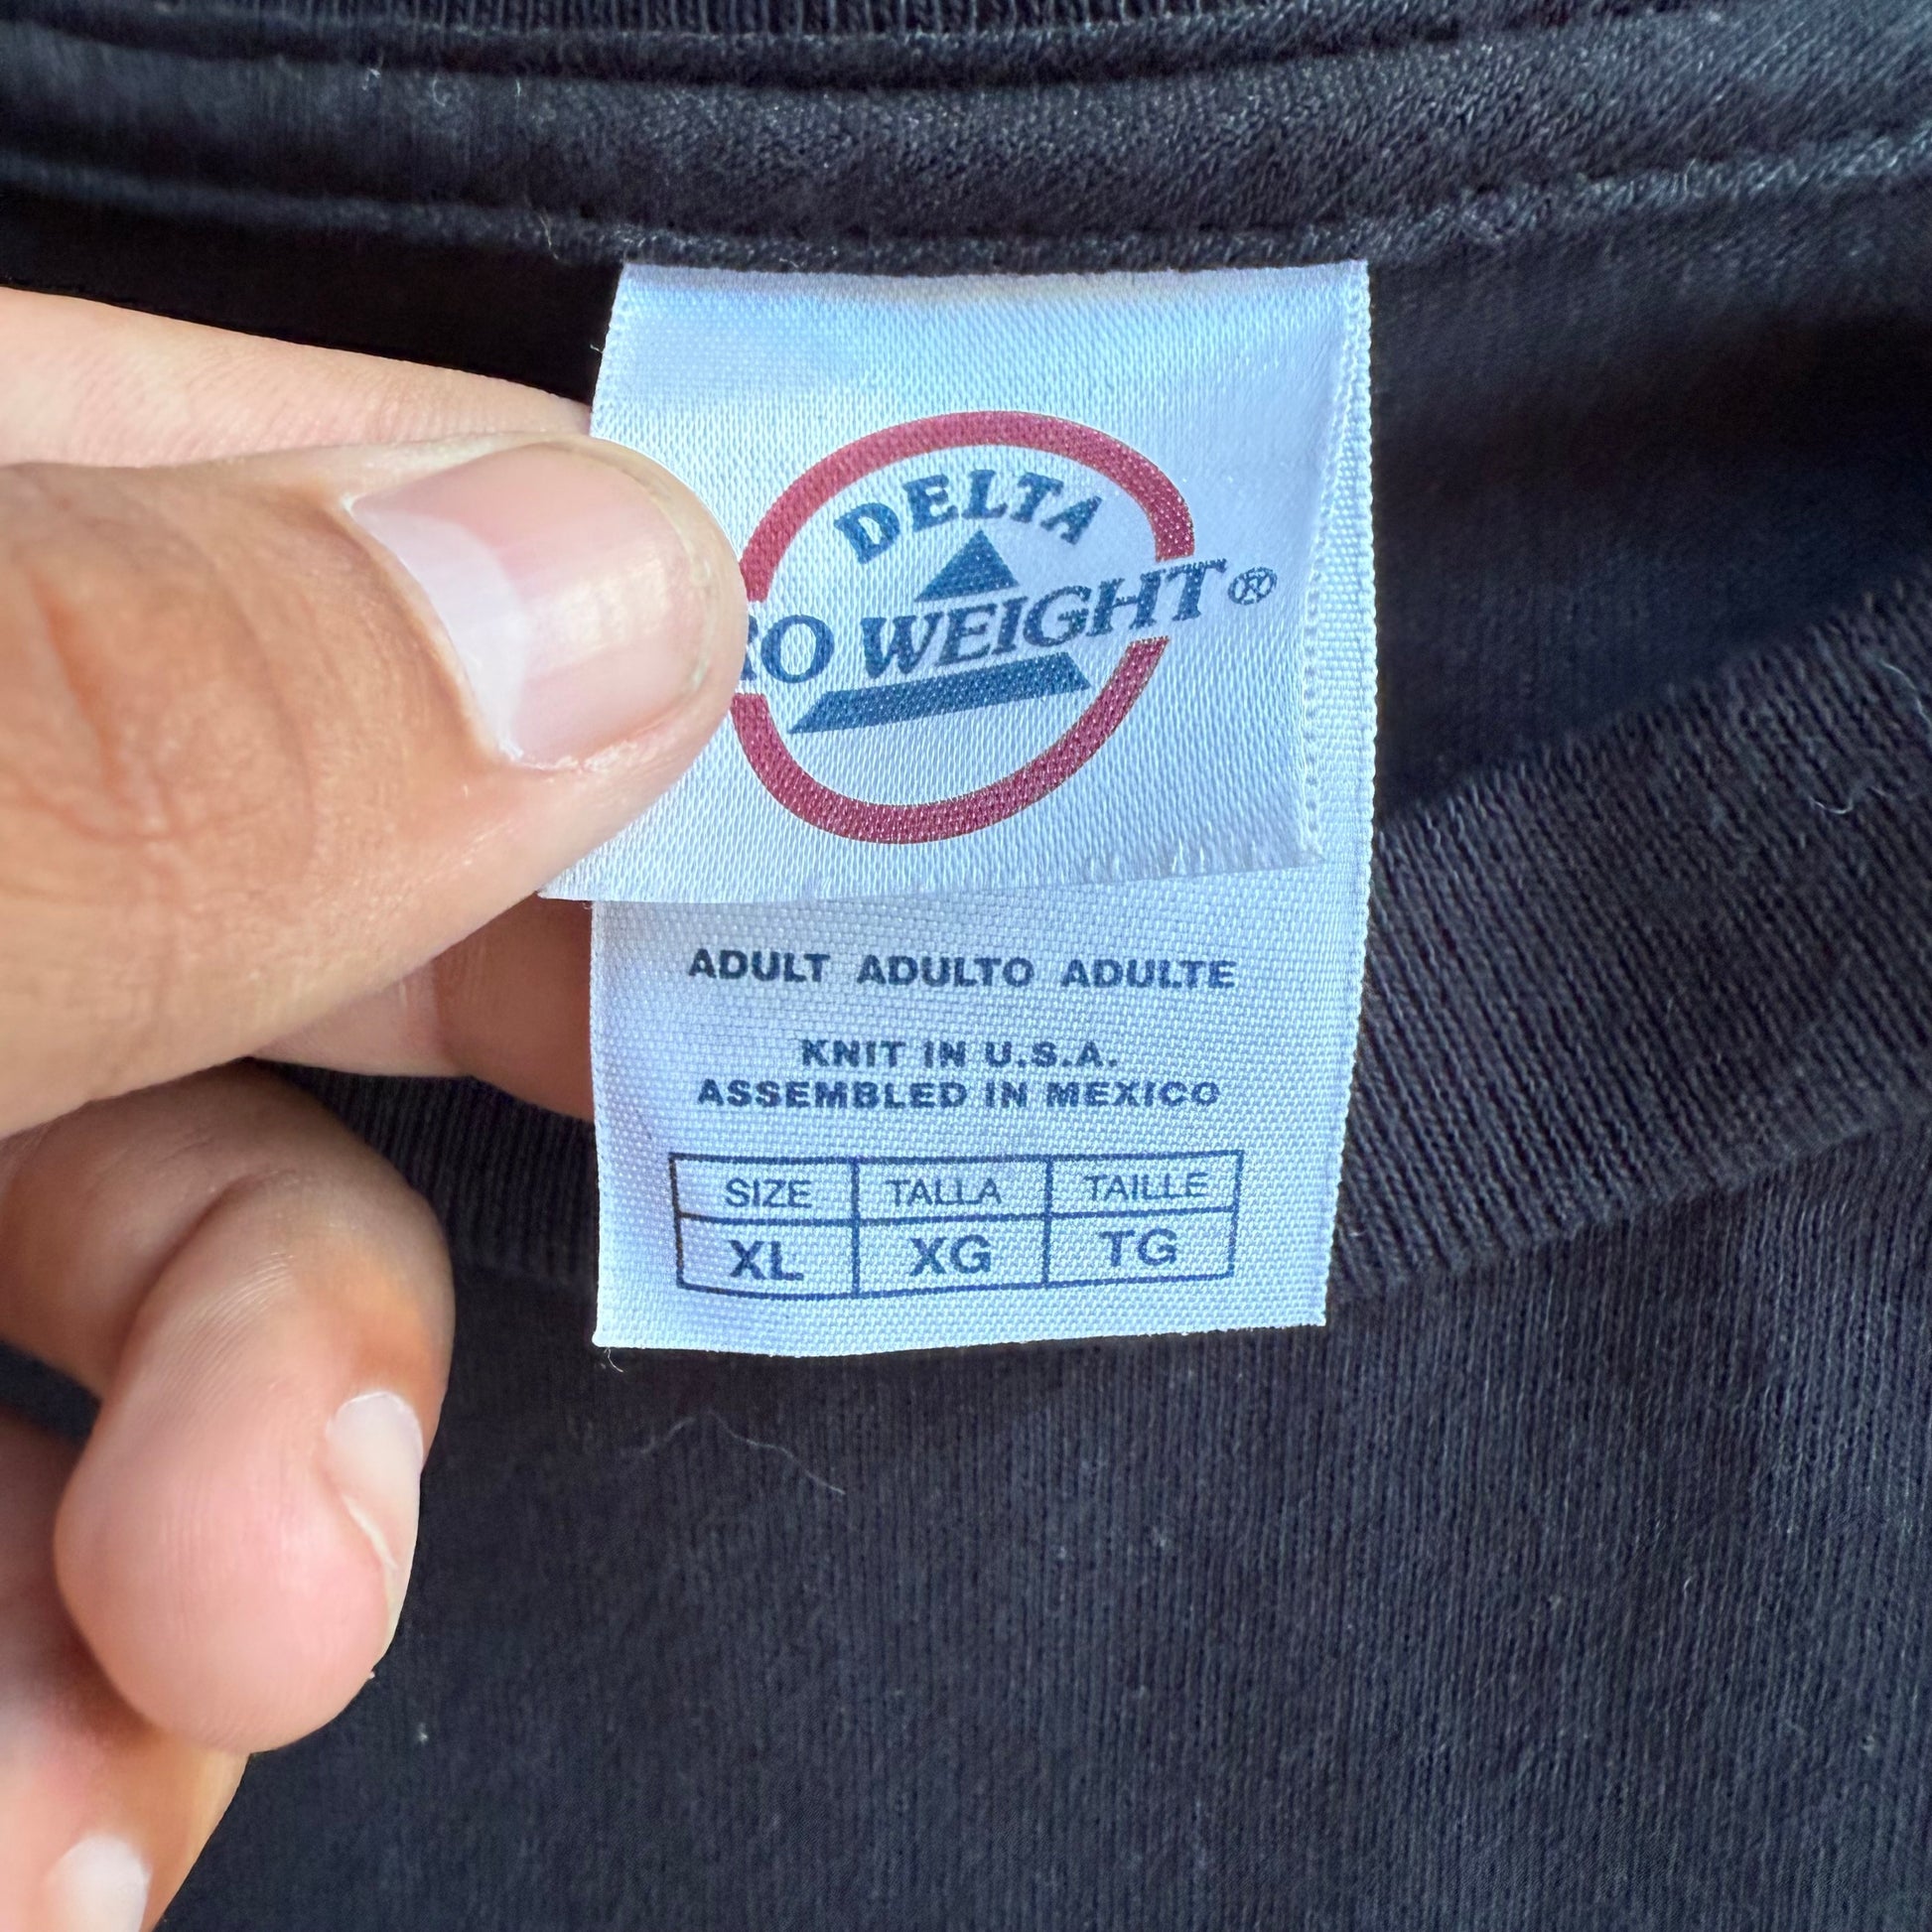 DELTA
RO WEIGHT®
ADULT ADULTO ADULTE
KNIT IN U.S.A.
ASSEMBLED IN MEXICO
SIZE TALLA TAILLE
XL XG TG